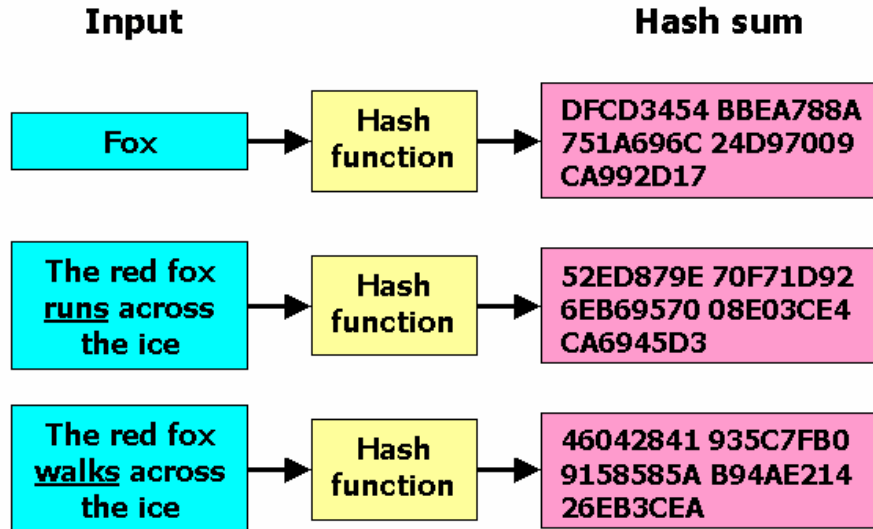 Input
Hash sum
Fox
Hash
function
DFCD3454 BBEA788A
751A696C 24D97009
CA992D17
The red fox
runs across
the ice
Hash
function
52ED879E 70F71D92
6EB69570 08E03CE4
CA6945D3
The red fox
walks across
the ice
Hash
function
46042841 935C7FB0
9158585A B94AE214
26EB3CEA